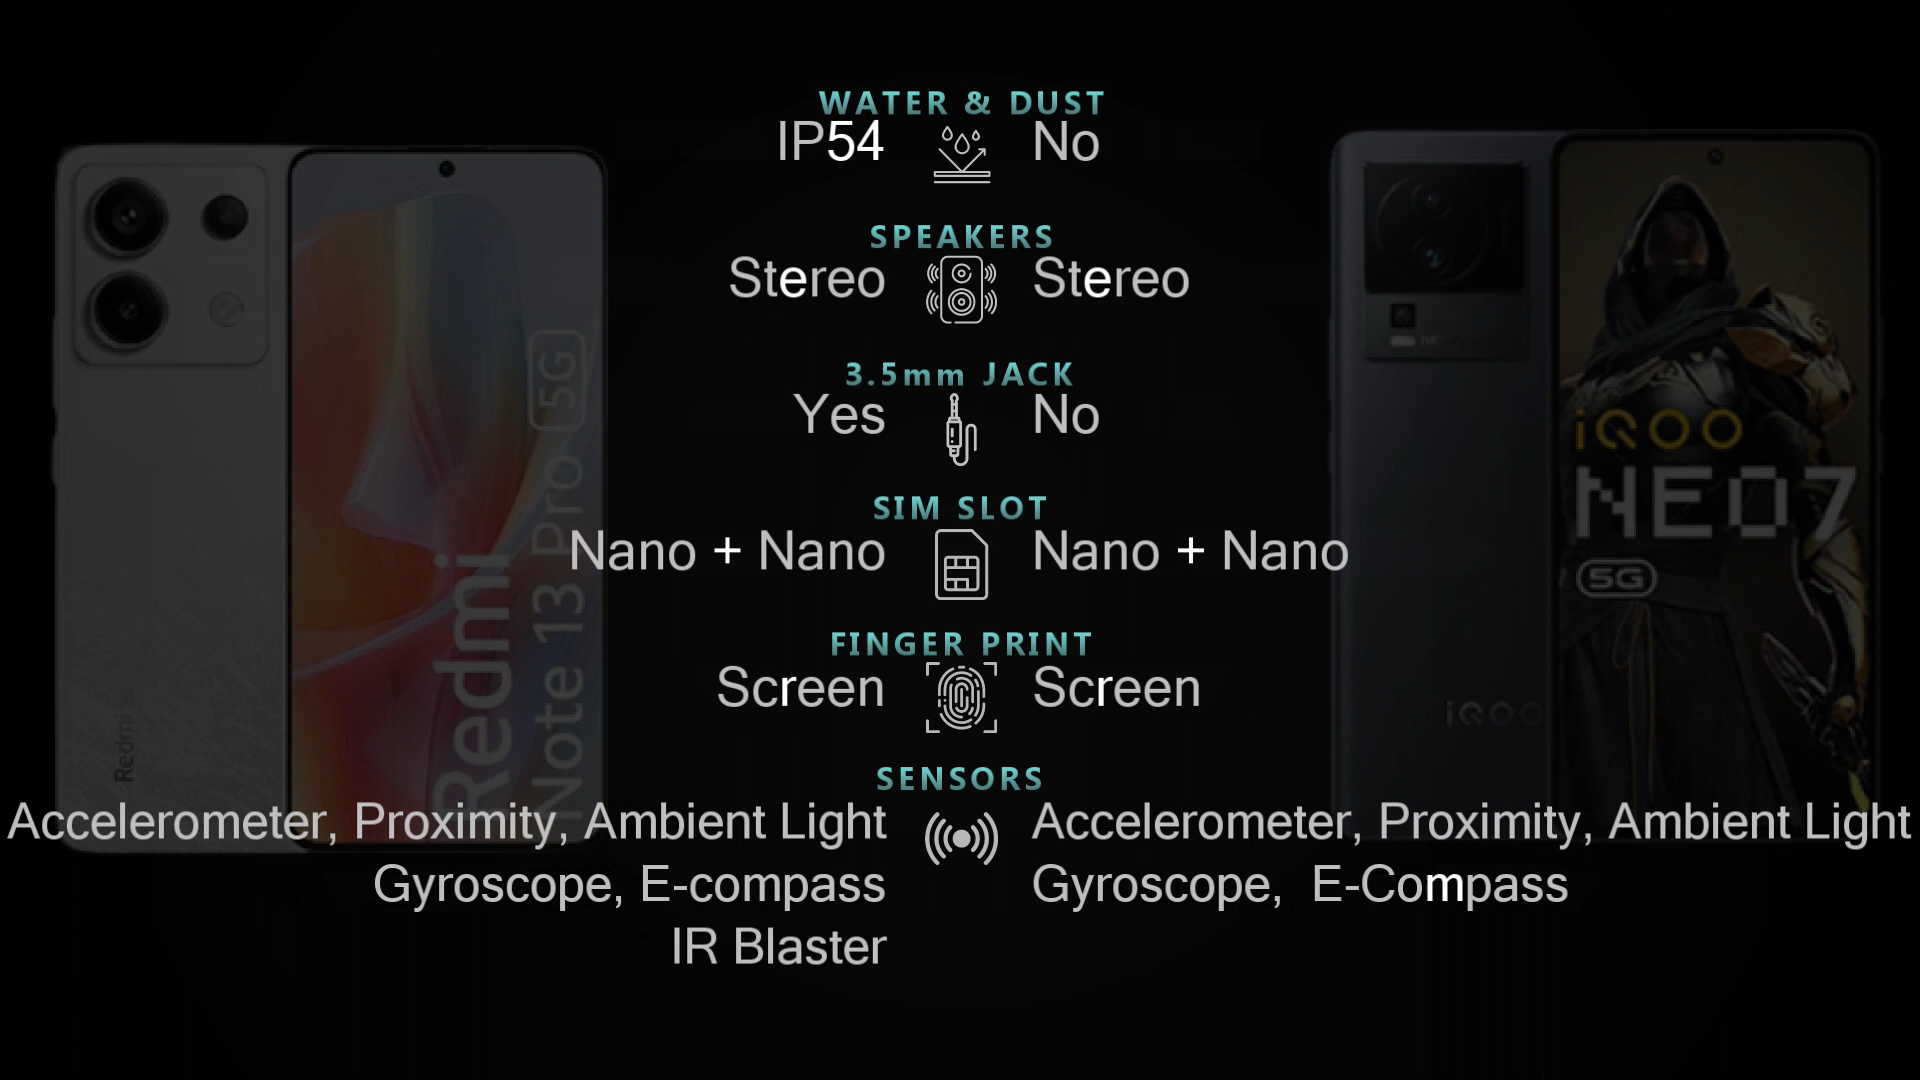 WATER & DUST
IP54 No
SPEAKERS
Stereo Stereo
3.5mm JACK
Yes No
SIM SLOT
Nano + Nano Nano + Nano
FINGER PRINT
Screen Screen
SENSORS
Accelerometer, Proximity, Ambient Light Accelerometer, Proximity, Ambient Light
Gyroscope, E-compass Gyroscope, E-Compass
IR Blaster
Redmi
Redmi
Note 13 Pro 5G
iQOO
NEO7
5G
iQOO